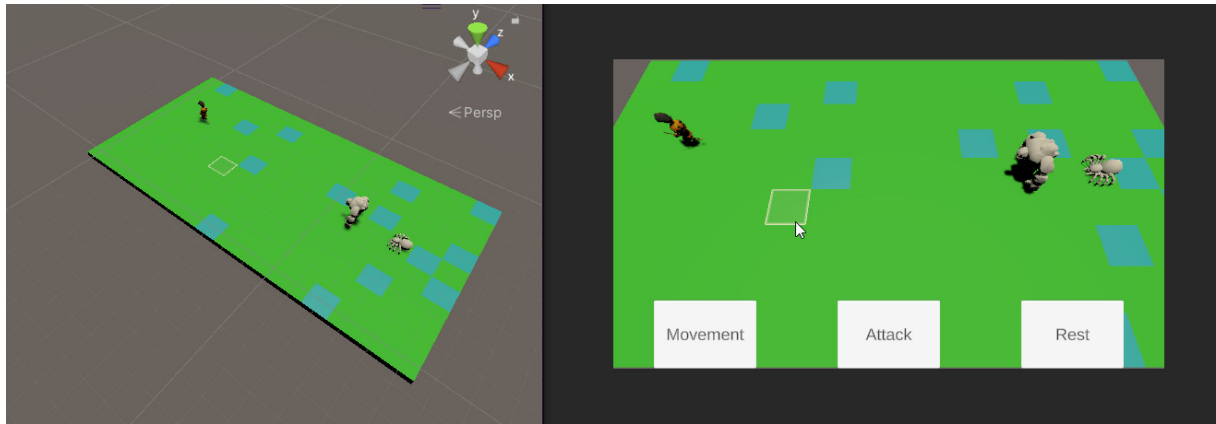 y
z
x
Persp
Movement
Attack
Rest